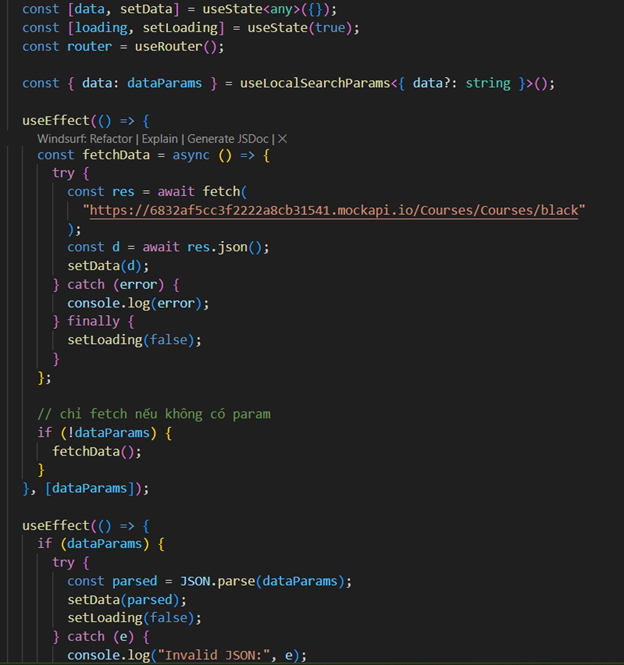 const [data, setData] = useState<any>({});
const [loading, setLoading] = useState(true);
const router = useRouter();
const { data: dataParams } = useLocalSearchParams<{ data?: string }>();
useEffect(() => {
Windsurf: Refactor | Explain | Generate JSDoc | ✕
const fetchData = async () => {
try {
const res = await fetch(
"https://6832af5cc3f2222a8cb31541.mockapi.io/Courses/Courses/black"
);
const d = await res.json();
setData(d);
} catch (error) {
console.log(error);
} finally {
setLoading(false);
}
};
// chỉ fetch nếu không có param
if (!dataParams) {
fetchData();
}
}, [dataParams]);
useEffect(() => {
if (dataParams) {
try {
const parsed = JSON.parse(dataParams);
setData(parsed);
setLoading(false);
} catch (e) {
console.log("Invalid JSON:", e);